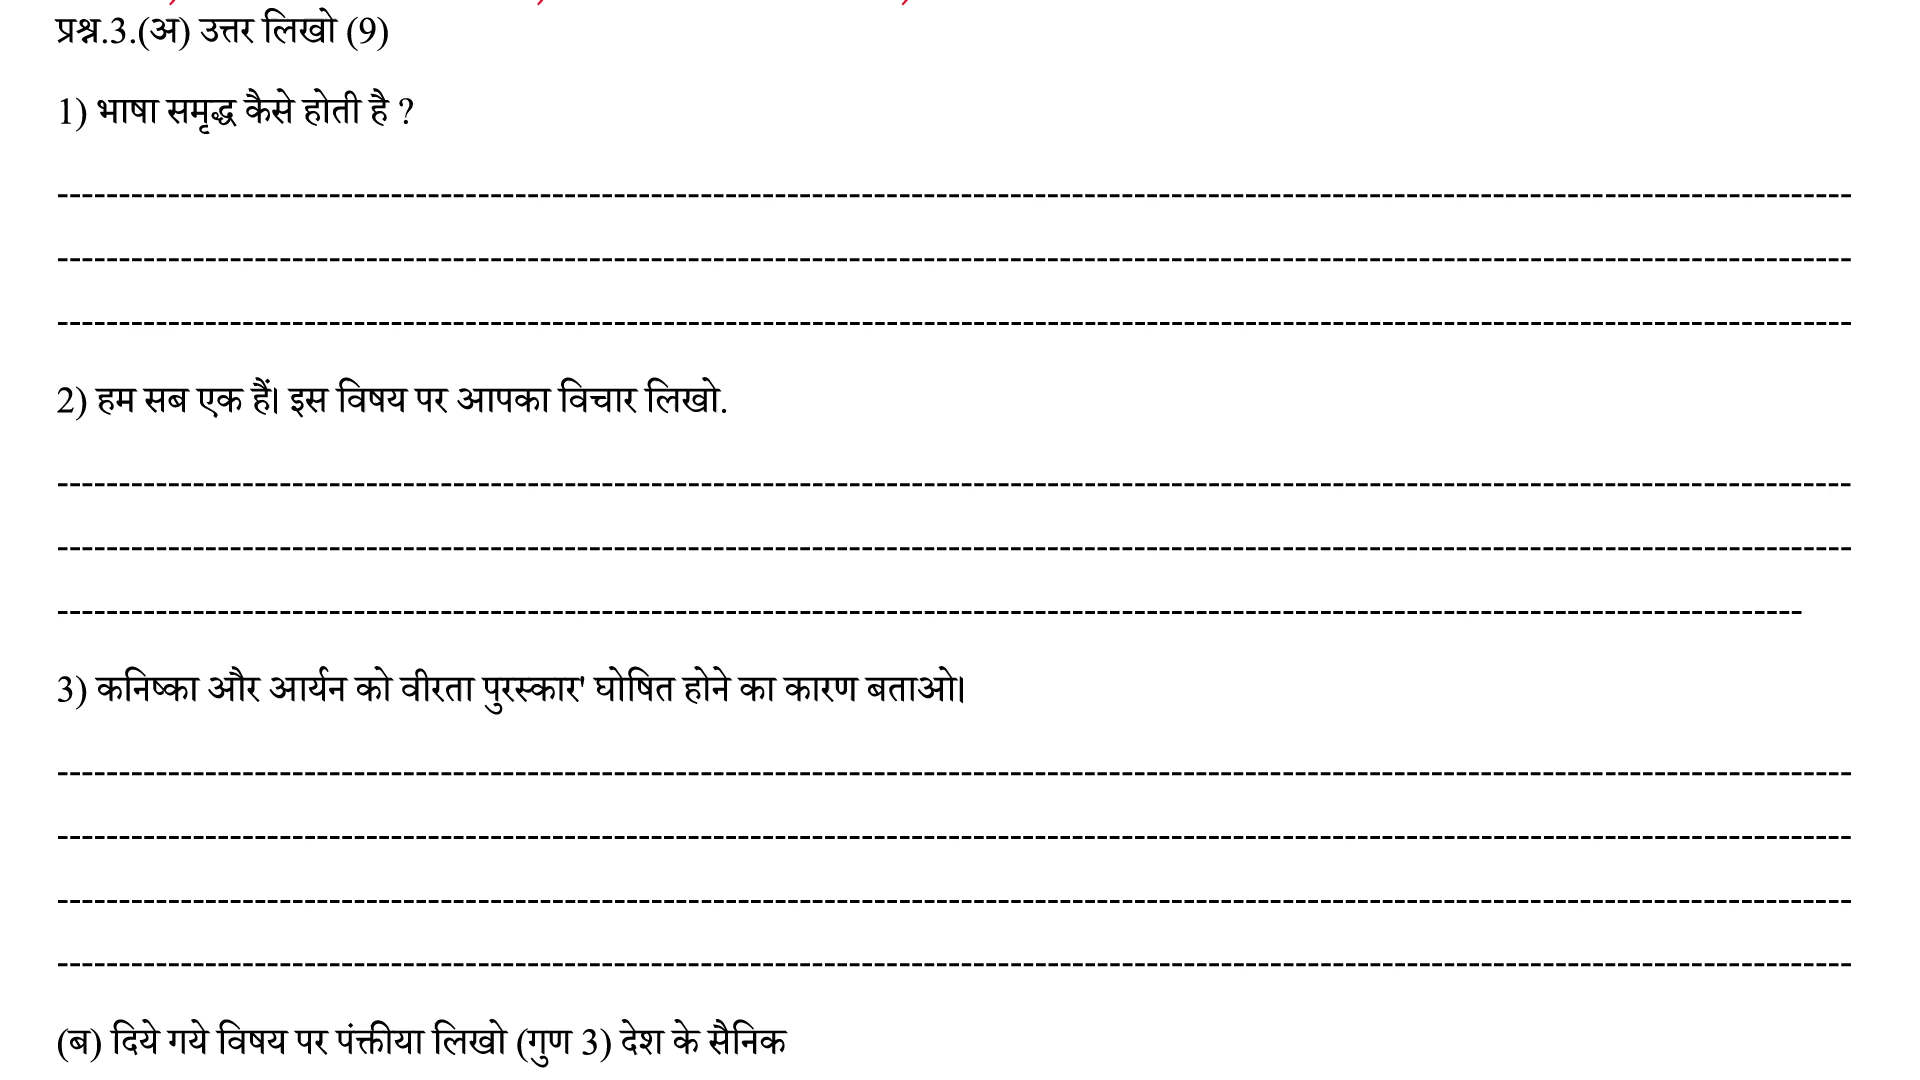 प्रश्न.3.(अ) उत्तर लिखो (9)
1) भाषा समृद्ध कैसे होती है ?
2) हम सब एक हैं। इस विषय पर आपका विचार लिखो.
3) कनिष्का और आर्यन को वीरता पुरस्कार' घोषित होने का कारण बताओ।
(ब) दिये गये विषय पर पंक्तीया लिखो (गुण 3) देश के सैनिक